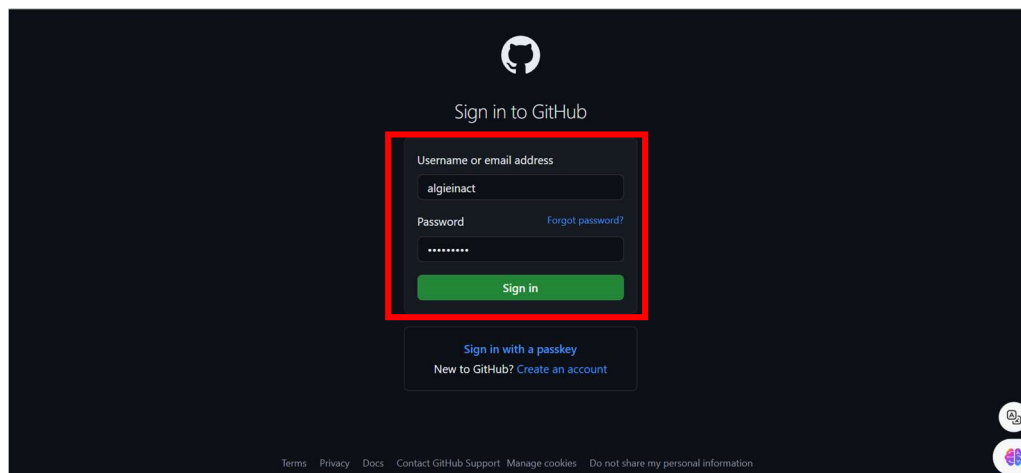 Sign in to GitHub
Username or email address
algieinact
Password Forgot password?
•••••••••
Sign in
Sign in with a passkey
New to GitHub? Create an account
Terms Privacy Docs Contact GitHub Support Manage cookies Do not share my personal information